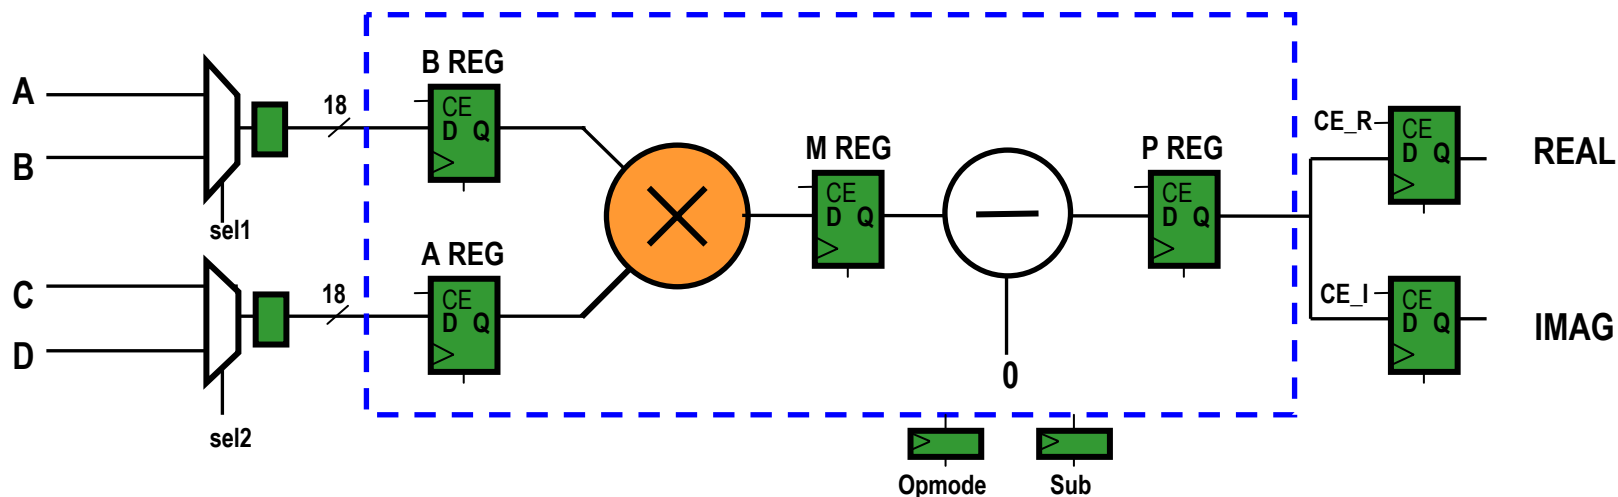 A
B
sel1
18
B REG
CE
D Q
C
D
sel2
18
A REG
CE
D Q
M REG
CE
D Q
0
P REG
CE
D Q
CE_R
CE
D Q
REAL
CE_I
CE
D Q
IMAG
Opmode
Sub